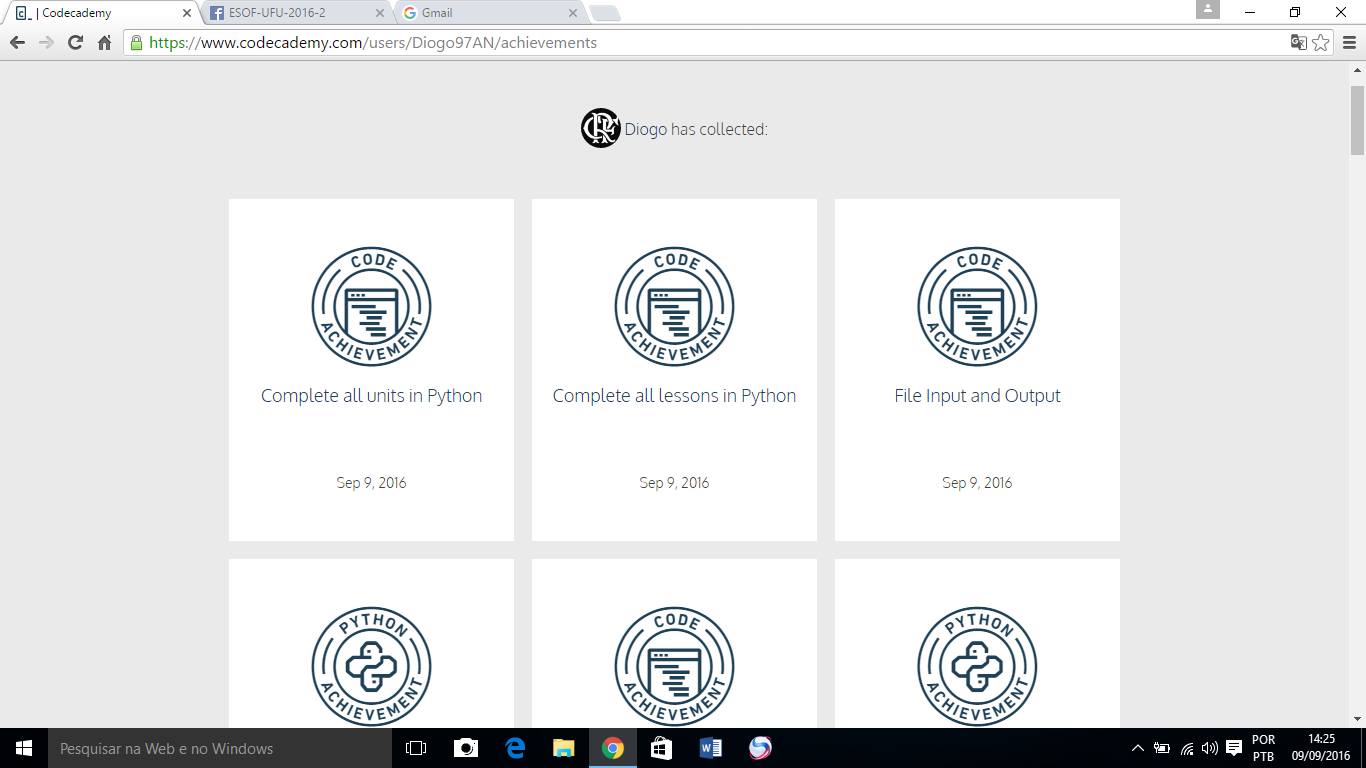 | Codecademy
ESOF-UFU-2016-2
Gmail
https://www.codecademy.com/users/Diogo97AN/achievements
Diogo has collected:
CODE ACHIEVEMENT
CODE ACHIEVEMENT
CODE ACHIEVEMENT
Complete all units in Python
Complete all lessons in Python
File Input and Output
Sep 9, 2016
Sep 9, 2016
Sep 9, 2016
PYTHON ACHIEVEMENT
CODE ACHIEVEMENT
PYTHON ACHIEVEMENT
Pesquisar na Web e no Windows
POR
PTB
14:25
09/09/2016